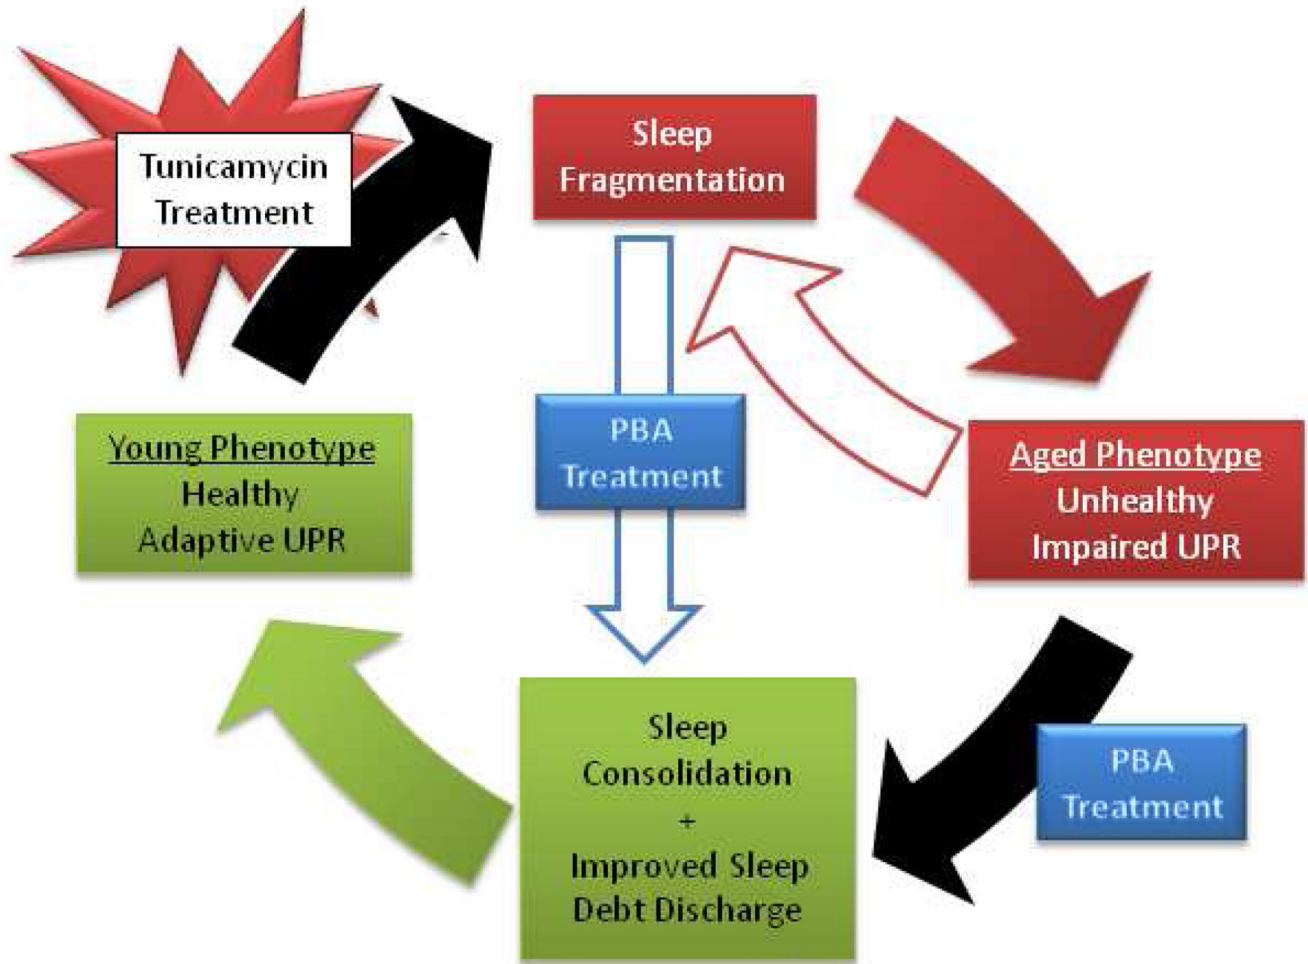 Tunicamycin
Treatment
Sleep
Fragmentation
PBA
Treatment
Young Phenotype
Healthy
Adaptive UPR
Aged Phenotype
Unhealthy
Impaired UPR
Sleep
Consolidation
+
Improved Sleep
Debt Discharge
PBA
Treatment